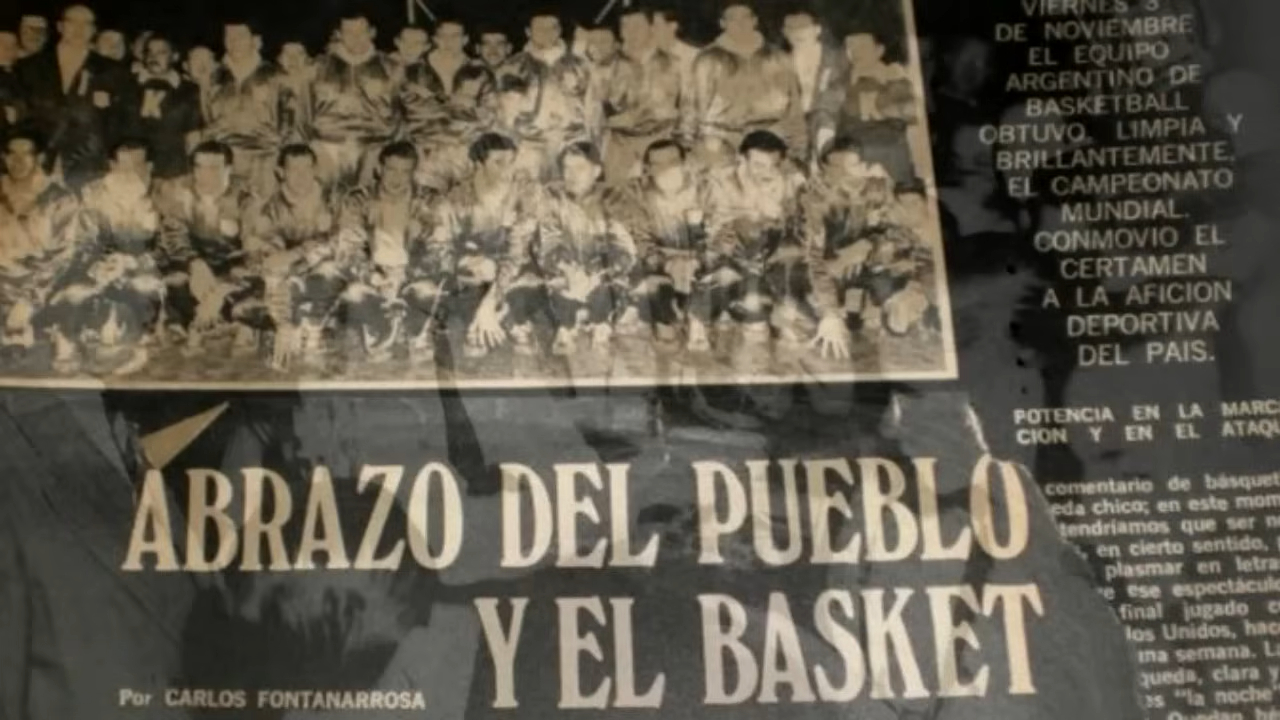 VIERNES 3
DE NOVIEMBRE
EL EQUIPO
ARGENTINO DE
BASKETBALL
OBTUVO, LIMPIA Y
BRILLANTEMENTE,
EL CAMPEONATO
MUNDIAL.
CONMOVIO EL
CERTAMEN
A LA AFICION
DEPORTIVA
DEL PAIS.
POTENCIA EN LA MARC
CION Y EN EL ATAQU
comentario de básquet
eda chico; en este mom
tendríamos que ser
en cierto sentido,
plasmar en letra
ese espectácul
final jugado c
los Unidos, hac
una semana. La
queda, clara y
"la noche
ABRAZO DEL PUEBLO
Y EL BASKET
Por CARLOS FONTANARROSA